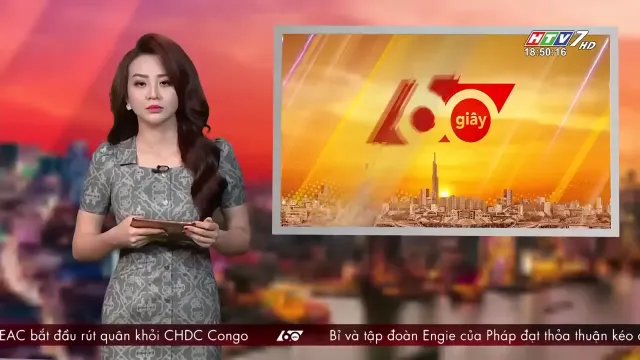 HTV7 HD
18:50:16
60 giây
EAC bắt đầu rút quân khỏi CHDC Congo
60
Bỉ và tập đoàn Engie của Pháp đạt thỏa thuận kéo